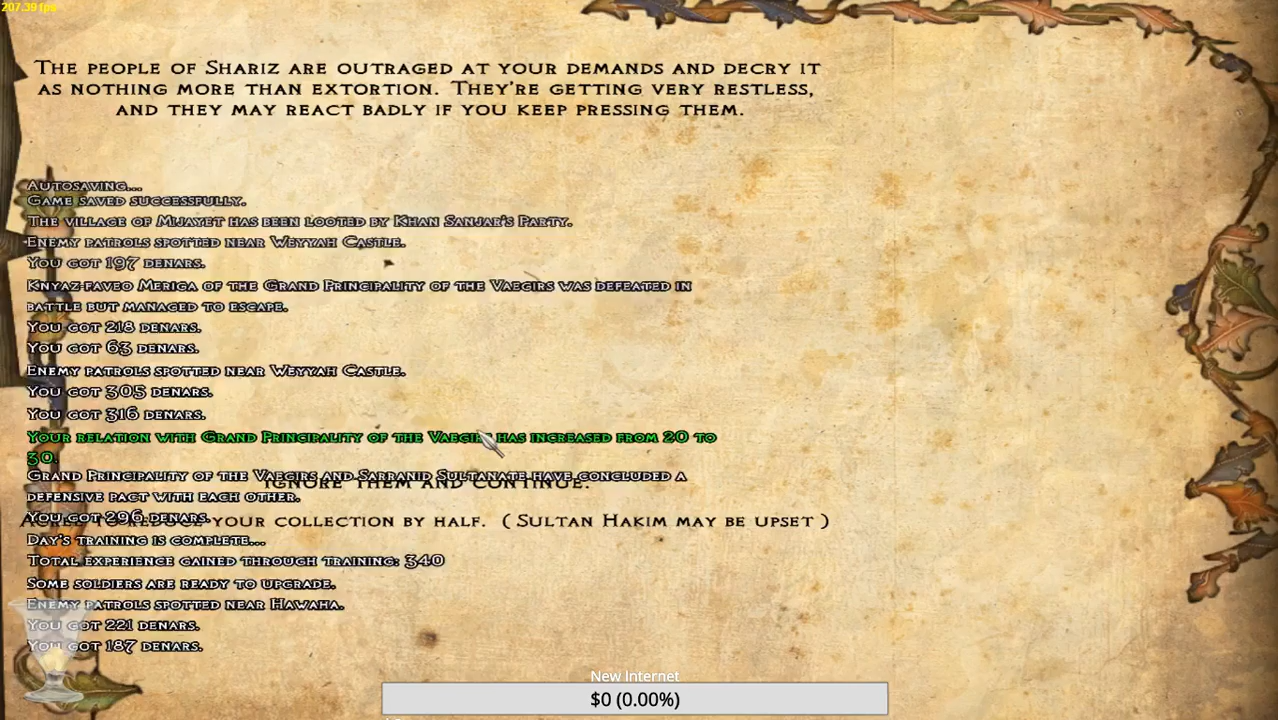 207.391fps
The people of Shariz are outraged at your demands and decry it
as nothing more than extortion. They're getting very restless,
and they may react badly if you keep pressing them.
Autosaving...
Game saved successfully.
The village of Mijayet has been looted by Khan Sanjar's Party.
Enemy patrols spotted near Weyyah Castle.
You got 197 denars.
Knyaz Faveo Meriga of the Grand Principality of the Vaegirs was defeated in
battle but managed to escape.
You got 218 denars.
You got 63 denars.
Enemy patrols spotted near Weyyah Castle.
You got 305 denars.
You got 316 denars.
Your relation with Grand Principality of the Vaegirs has increased from 20 to
30.
Grand Principality of the Vaegirs and Sarranid Sultanate have concluded a
Ignore them and continue.
defensive pact with each other.
You got 296 denars.
to reduce your collection by half. (Sultan Hakim may be upset)
Day's training is complete...
Total experience gained through training: 340
Some soldiers are ready to upgrade.
Enemy patrols spotted near Hawaha.
You got 221 denars.
You got 187 denars.
New Internet
$0 (0.00%)